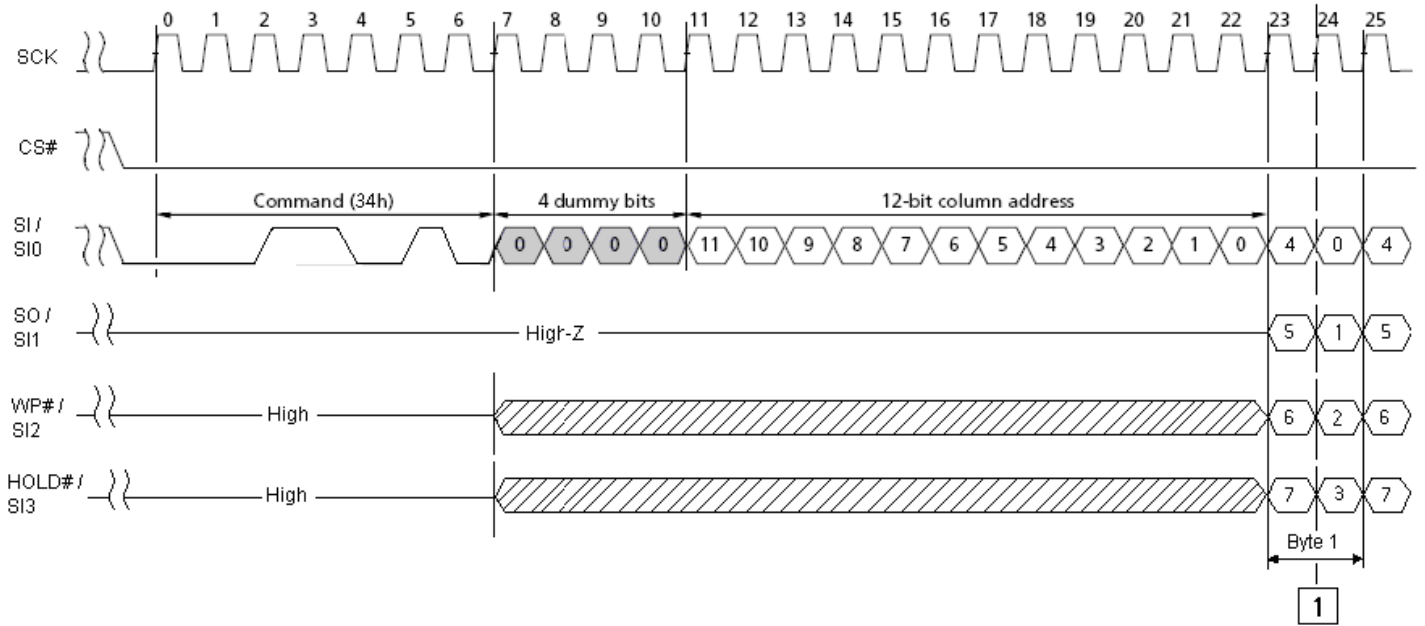 0 1 2 3 4 5 6 7 8 9 10 11 12 13 14 15 16 17 18 19 20 21 22 23 24 25
SCK
CS#
Command (34h) 4 dummy bits 12-bit column address
SI /
SI0
0 0 0 0 11 10 9 8 7 6 5 4 3 2 1 0 4 0 4
SO /
SI1
High-Z 5 1 5
WP# /
SI2
High 6 2 6
HOLD# /
SI3
High 7 3 7
Byte 1
1